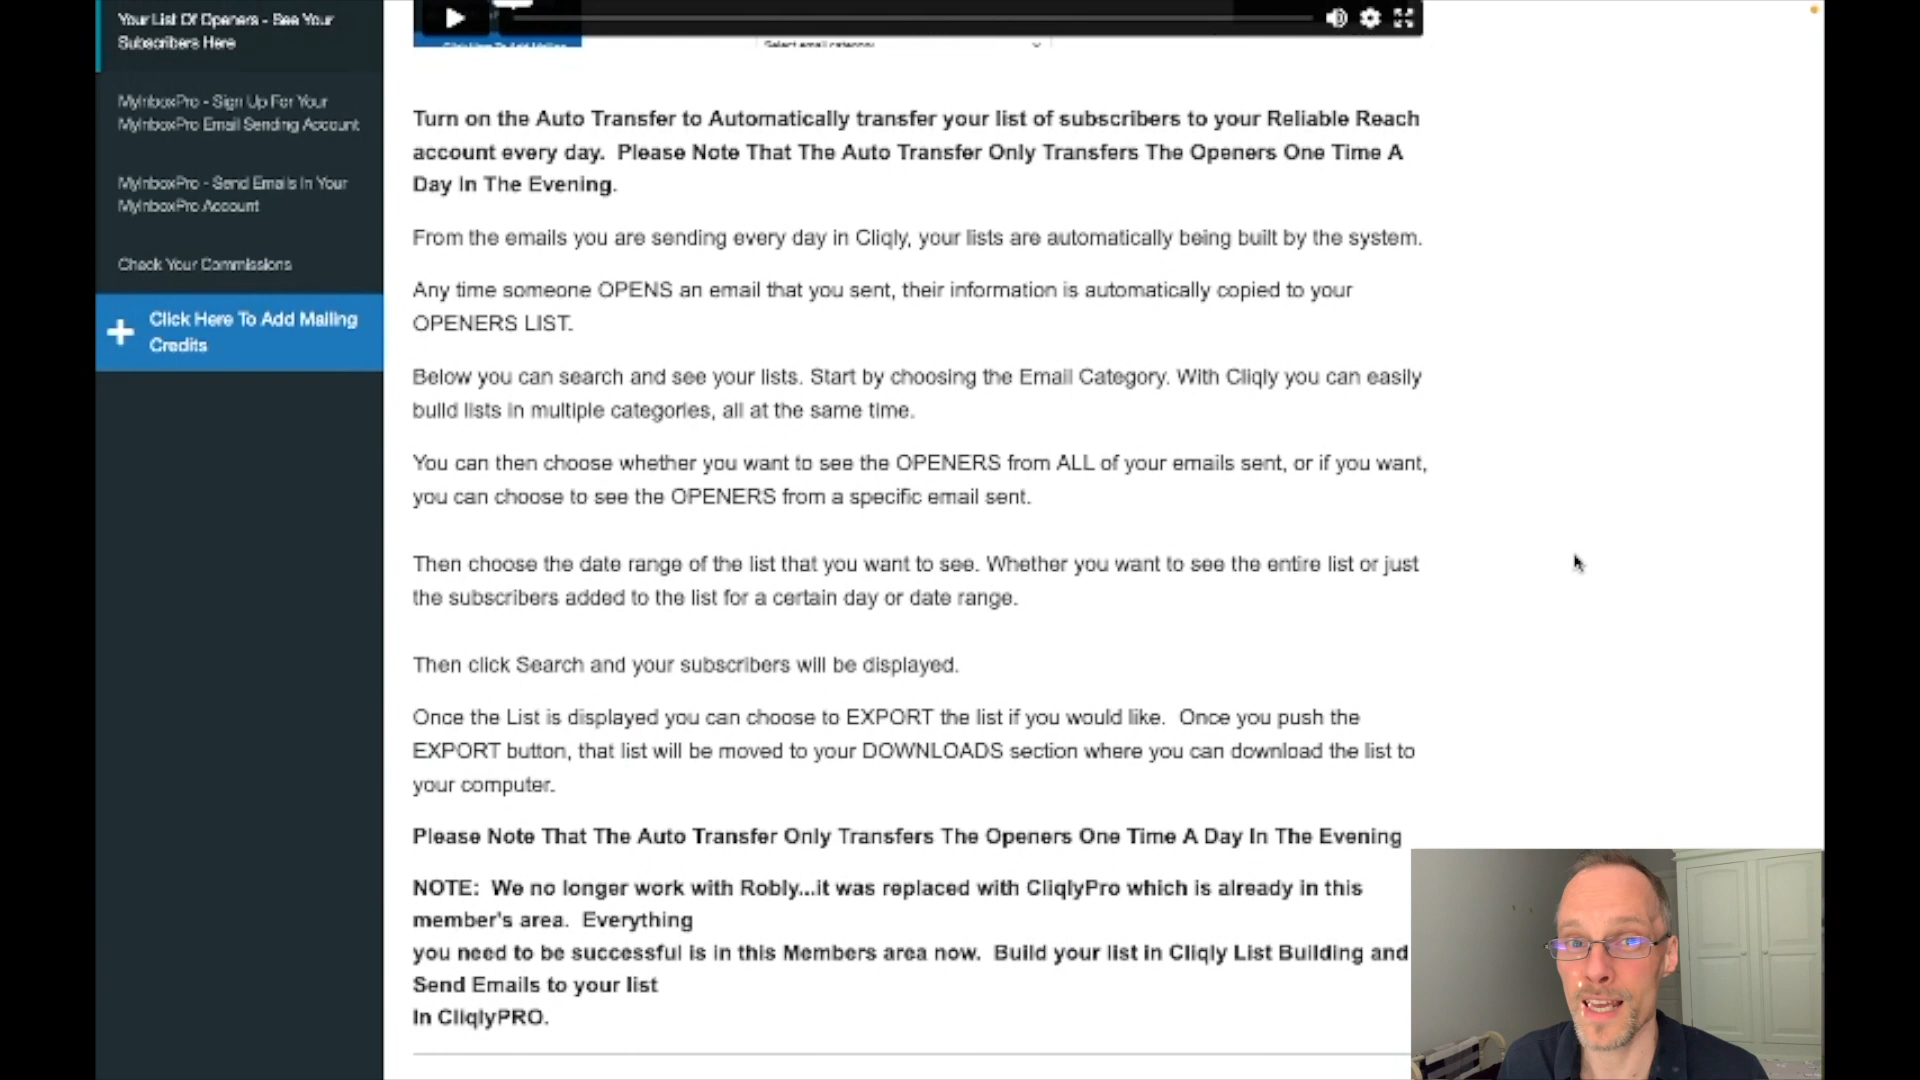 Your List Of Openers - See Your
Subscribers Here
MyInboxPro - Sign Up For Your
MyInboxPro Email Sending Account
MyInboxPro - Send Emails In Your
MyInboxPro Account
Check Your Commissions
Click Here To Add Mailing
Credits
Click Here To Add Mailing
Select email category
Turn on the Auto Transfer to Automatically transfer your list of subscribers to your Reliable Reach
account every day.  Please Note That The Auto Transfer Only Transfers The Openers One Time A
Day In The Evening.
From the emails you are sending every day in Cliqly, your lists are automatically being built by the system.
Any time someone OPENS an email that you sent, their information is automatically copied to your
OPENERS LIST.
Below you can search and see your lists. Start by choosing the Email Category. With Cliqly you can easily
build lists in multiple categories, all at the same time.
You can then choose whether you want to see the OPENERS from ALL of your emails sent, or if you want,
you can choose to see the OPENERS from a specific email sent.
Then choose the date range of the list that you want to see. Whether you want to see the entire list or just
the subscribers added to the list for a certain day or date range.
Then click Search and your subscribers will be displayed.
Once the List is displayed you can choose to EXPORT the list if you would like.  Once you push the
EXPORT button, that list will be moved to your DOWNLOADS section where you can download the list to
your computer.
Please Note That The Auto Transfer Only Transfers The Openers One Time A Day In The Evening
NOTE:  We no longer work with Robly...it was replaced with CliqlyPro which is already in this
member's area.  Everything
you need to be successful is in this Members area now.  Build your list in Cliqly List Building and
Send Emails to your list
In CliqlyPRO.